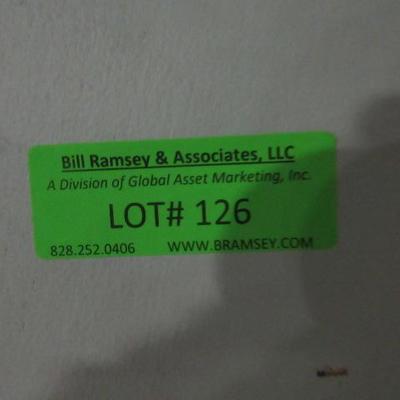 Bill Ramsey & Associates, LLC
A Division of Global Asset Marketing, Inc.
LOT# 126
828.252.0406 WWW.BRAMSEY.COM